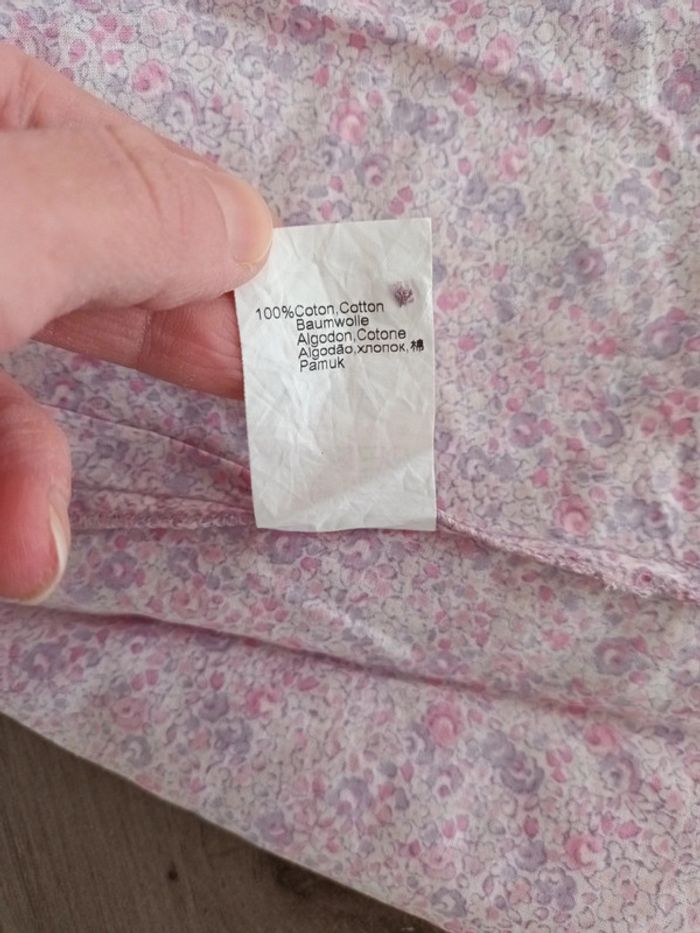 100%Coton,Cotton
Baumwolle
Algodon,Cotone
Algodão,хлопок,棉
Pamuk